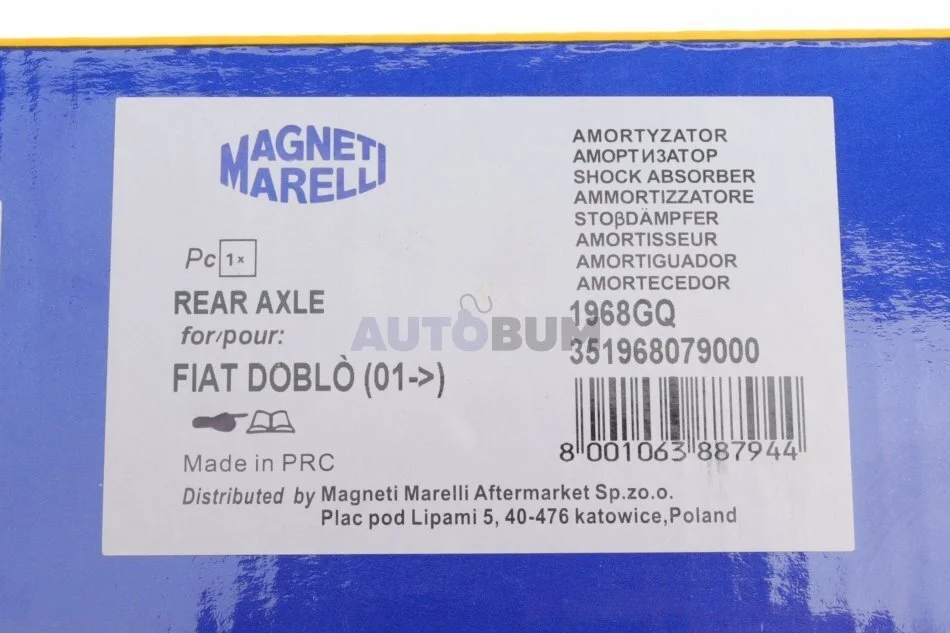 MAGNETI
MARELLI
Pc 1x
REAR AXLE
for/pour:
FIAT DOBLÒ (01->)
Made in PRC
Distributed by Magneti Marelli Aftermarket Sp.zo.o.
Plac pod Lipami 5, 40-476 katowice,Poland
AMORTYZATOR
АМОРТИЗАТОР
SHOCK ABSORBER
AMMORTIZZATORE
STOβDÄMPFER
AMORTISSEUR
AMORTIGUADOR
AMORTECEDOR
1968GQ
351968079000
8 001063 887944
AUTOBUM